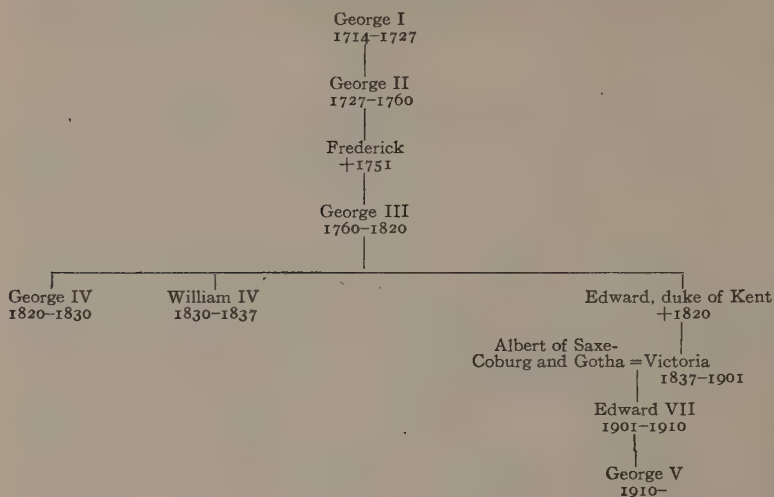 George I
1714–1727
George II
1727–1760
Frederick
+1751
George III
1760–1820
George IV
1820–1830
William IV
1830–1837
Edward, duke of Kent
+1820
Albert of Saxe-
Coburg and Gotha = Victoria
1837–1901
Edward VII
1901–1910
George V
1910–